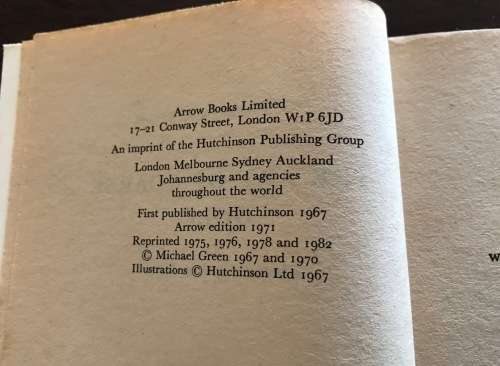 Arrow Books Limited
17–21 Conway Street, London W1P 6JD
An imprint of the Hutchinson Publishing Group
London Melbourne Sydney Auckland
Johannesburg and agencies
throughout the world
First published by Hutchinson 1967
Arrow edition 1971
Reprinted 1975, 1976, 1978 and 1982
© Michael Green 1967 and 1970
Illustrations © Hutchinson Ltd 1967